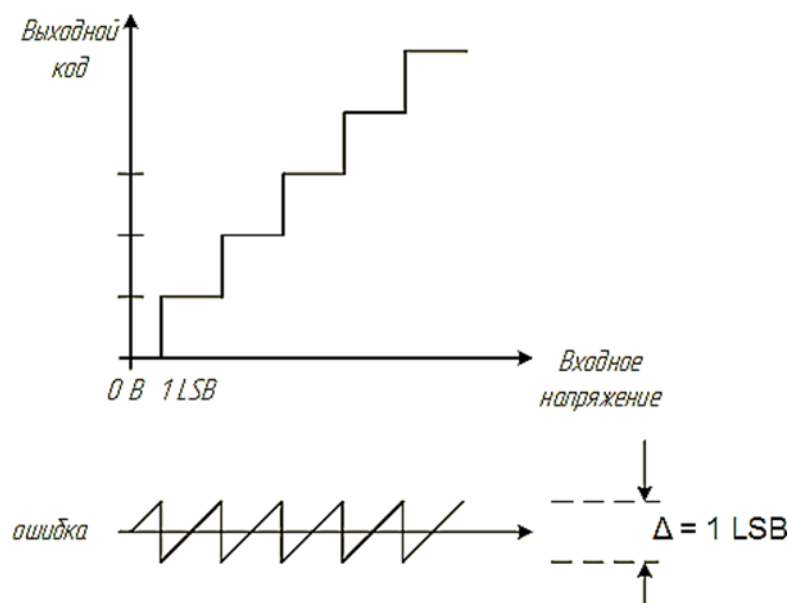 Выходной
код
0 В 1 LSB
Входное
напряжение
ошибка
Δ = 1 LSB